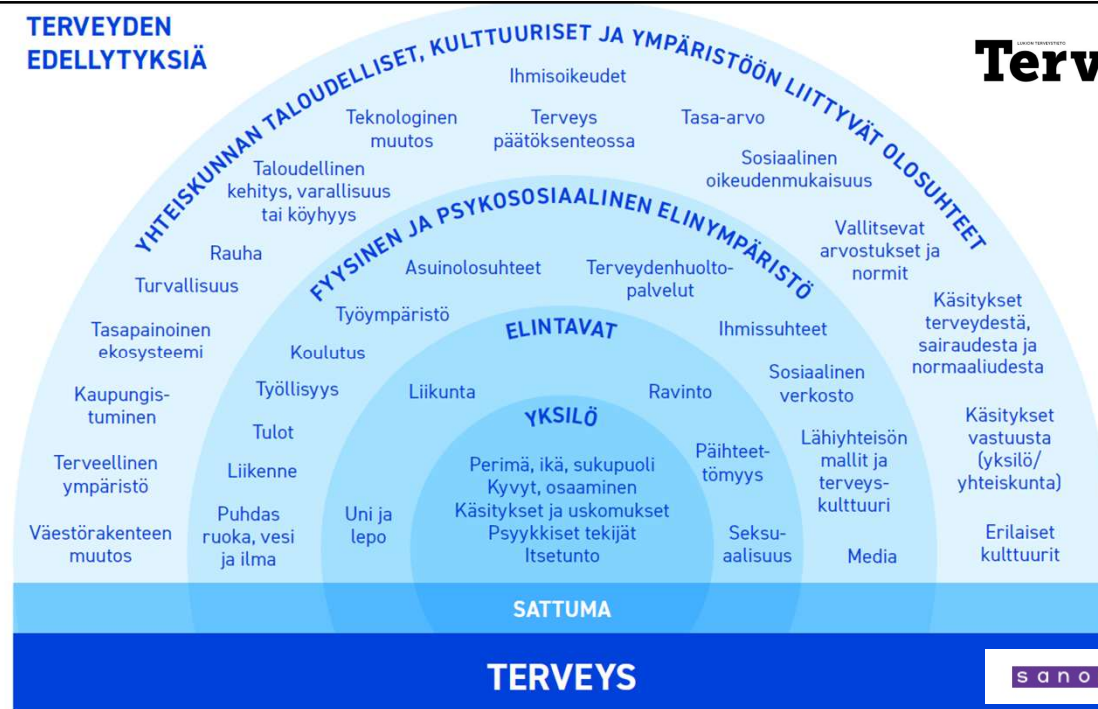 TERVEYDEN
EDELLYTYKSIÄ
LUKION TERVEYSTIETO
Terv
YHTEISKUNNAN TALOUDELLISET, KULTTUURISET JA YMPÄRISTÖÖN LIITTYVÄT OLOSUHTEET
Ihmisoikeudet
Teknologinen
muutos
Terveys
päätöksenteossa
Tasa-arvo
Taloudellinen
kehitys, varallisuus
tai köyhyys
Sosiaalinen
oikeudenmukaisuus
Rauha
Vallitsevat
arvostukset ja
normit
Turvallisuus
Käsitykset
terveydestä,
sairaudesta ja
normaaliudesta
Tasapainoinen
ekosysteemi
Kaupungis-
tuminen
Käsitykset
vastuusta
(yksilö/
yhteiskunta)
Terveellinen
ympäristö
Väestörakenteen
muutos
Erilaiset
kulttuurit
FYYSINEN JA PSYKOSOSIAALINEN ELINYMPÄRISTÖ
Asuinolosuhteet
Terveydenhuolto-
palvelut
Työympäristö
Ihmissuhteet
Koulutus
Sosiaalinen
verkosto
Työllisyys
Tulot
Lähiyhteisön
mallit ja
terveys-
kulttuuri
Liikenne
Puhdas
ruoka, vesi
ja ilma
Media
ELINTAVAT
Liikunta
Ravinto
Päihteet-
tömyys
Uni ja
lepo
Seksu-
aalisuus
YKSILÖ
Perimä, ikä, sukupuoli
Kyvyt, osaaminen
Käsitykset ja uskomukset
Psyykkiset tekijät
Itsetunto
SATTUMA
TERVEYS
sano